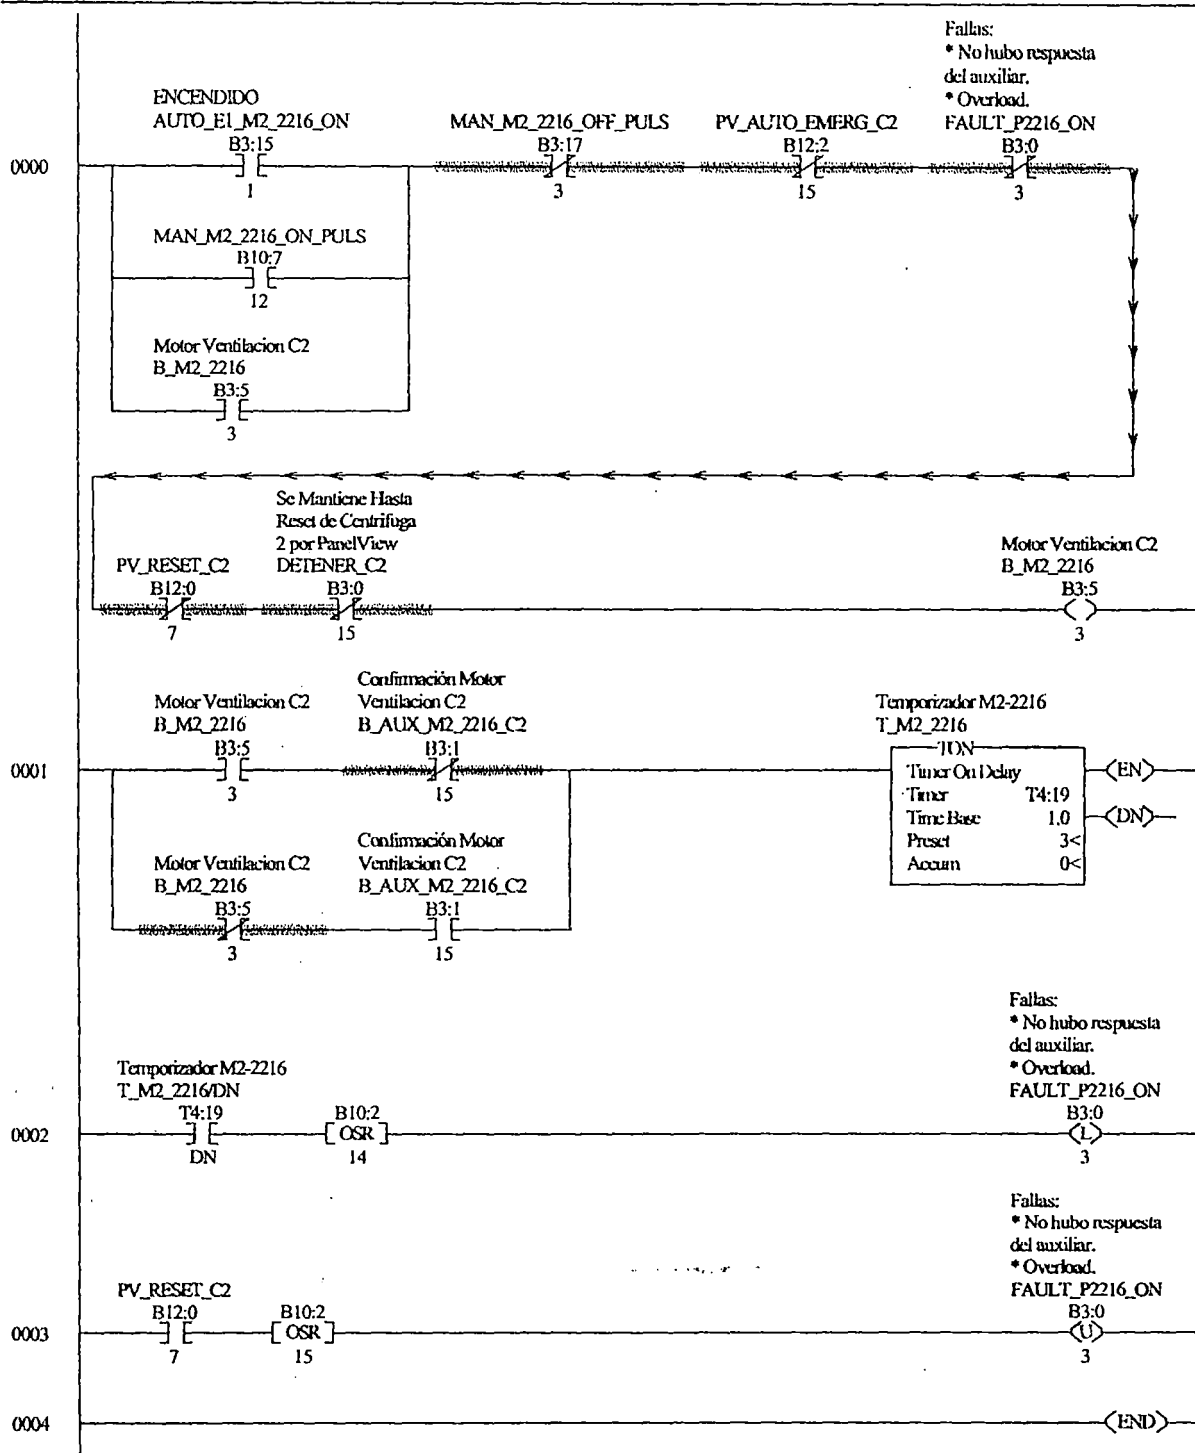 Fallas:
* No hubo respuesta
del auxiliar.
* Overload.
ENCENDIDO
AUTO_E1_M2_2216_ON MAN_M2_2216_OFF_PULS PV_AUTO_EMERG_C2 FAULT_P2216_ON
B3:15 B3:17 B12:2 B3:0
0000
1 3 15 3
MAN_M2_2216_ON_PULS
B10:7
12
Motor Ventilacion C2
B_M2_2216
B3:5
3
Se Mantiene Hasta
Reset de Centrifuga
2 por PanelView
PV_RESET_C2 DETENER_C2
B12:0 B3:0
7 15
Motor Ventilacion C2
B_M2_2216
B3:5
3
Confirmación Motor
Motor Ventilacion C2 Ventilacion C2
B_M2_2216 B_AUX_M2_2216_C2
B3:5 B3:1
0001
3 15
Temporizador M2-2216
T_M2_2216
TON
Timer On Delay
Timer T4:19
Time Base 1.0
Preset 3<
Accum 0<
EN
DN
Confirmación Motor
Motor Ventilacion C2 Ventilacion C2
B_M2_2216 B_AUX_M2_2216_C2
B3:5 B3:1
3 15
Fallas:
* No hubo respuesta
del auxiliar.
* Overload.
FAULT_P2216_ON
B3:0
L
3
Temporizador M2-2216
T_M2_2216/DN
T4:19 B10:2
0002 OSR
DN 14
Fallas:
* No hubo respuesta
del auxiliar.
* Overload.
FAULT_P2216_ON
B3:0
U
3
PV_RESET_C2
B12:0 B10:2
0003 OSR
7 15
0004 END